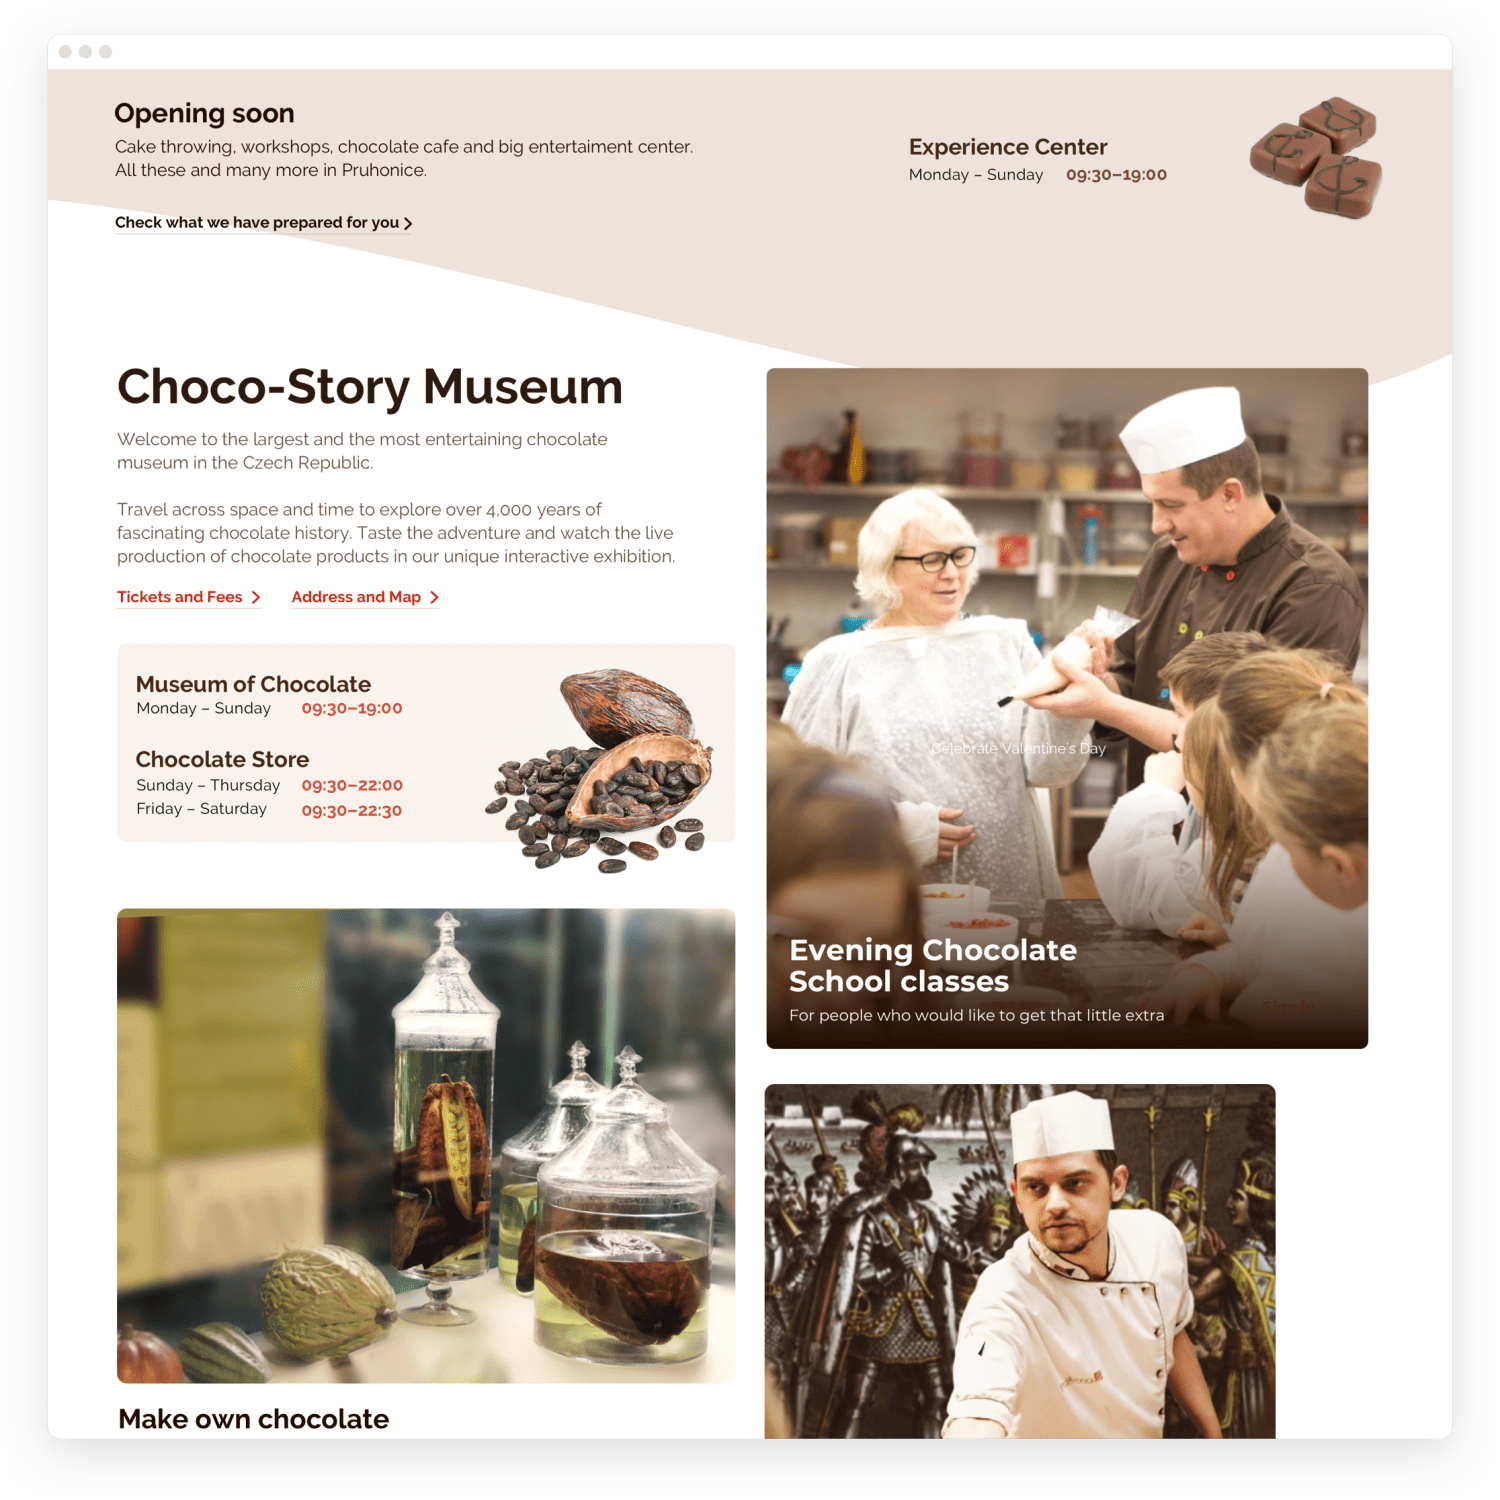 Opening soon
Cake throwing, workshops, chocolate cafe and big entertaiment center.
All these and many more in Pruhonice.
Check what we have prepared for you
Experience Center
Monday – Sunday 09:30–19:00
Choco-Story Museum
Welcome to the largest and the most entertaining chocolate
museum in the Czech Republic.
Travel across space and time to explore over 4,000 years of
fascinating chocolate history. Taste the adventure and watch the live
production of chocolate products in our unique interactive exhibition.
Tickets and Fees
Address and Map
Museum of Chocolate
Monday – Sunday 09:30–19:00
Chocolate Store
Sunday – Thursday 09:30–22:00
Friday – Saturday 09:30–22:30
Celebrate Valentine's Day
Evening Chocolate
School classes
For people who would like to get that little extra
Sign in
Make own chocolate